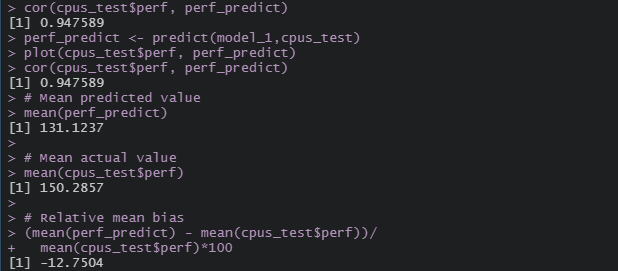 > cor(cpus_test$perf, perf_predict)
[1] 0.947589
> perf_predict <- predict(model_1,cpus_test)
> plot(cpus_test$perf, perf_predict)
> cor(cpus_test$perf, perf_predict)
[1] 0.947589
> # Mean predicted value
> mean(perf_predict)
[1] 131.1237
>
> # Mean actual value
> mean(cpus_test$perf)
[1] 150.2857
>
> # Relative mean bias
> (mean(perf_predict) - mean(cpus_test$perf))/
+   mean(cpus_test$perf)*100
[1] -12.7504